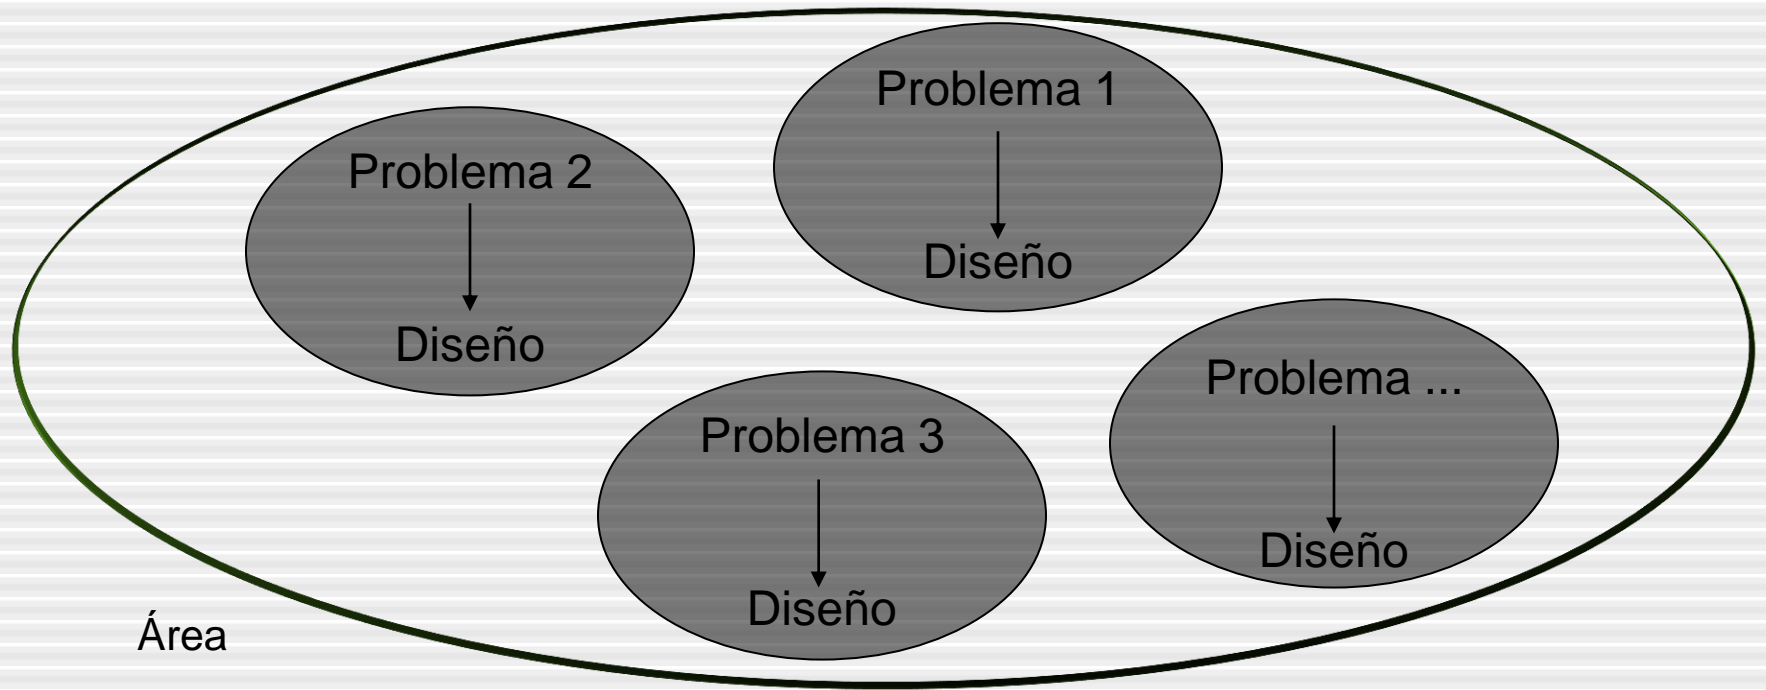 Problema 1
Diseño
Problema 2
Diseño
Problema 3
Diseño
Problema ...
Diseño
Área